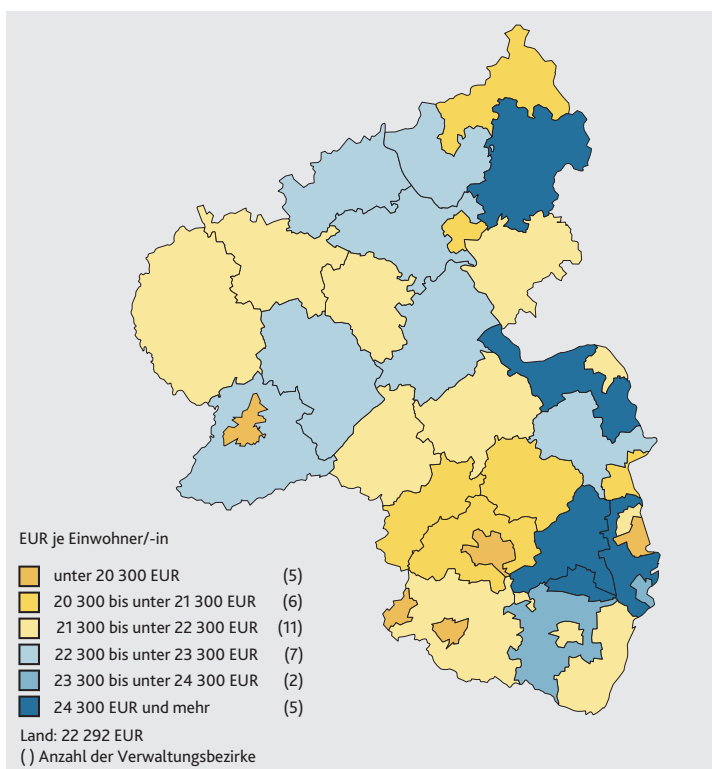 EUR je Einwohner/-in
unter 20 300 EUR (5)
20 300 bis unter 21 300 EUR (6)
21 300 bis unter 22 300 EUR (11)
22 300 bis unter 23 300 EUR (7)
23 300 bis unter 24 300 EUR (2)
24 300 EUR und mehr (5)
Land: 22 292 EUR
( ) Anzahl der Verwaltungsbezirke